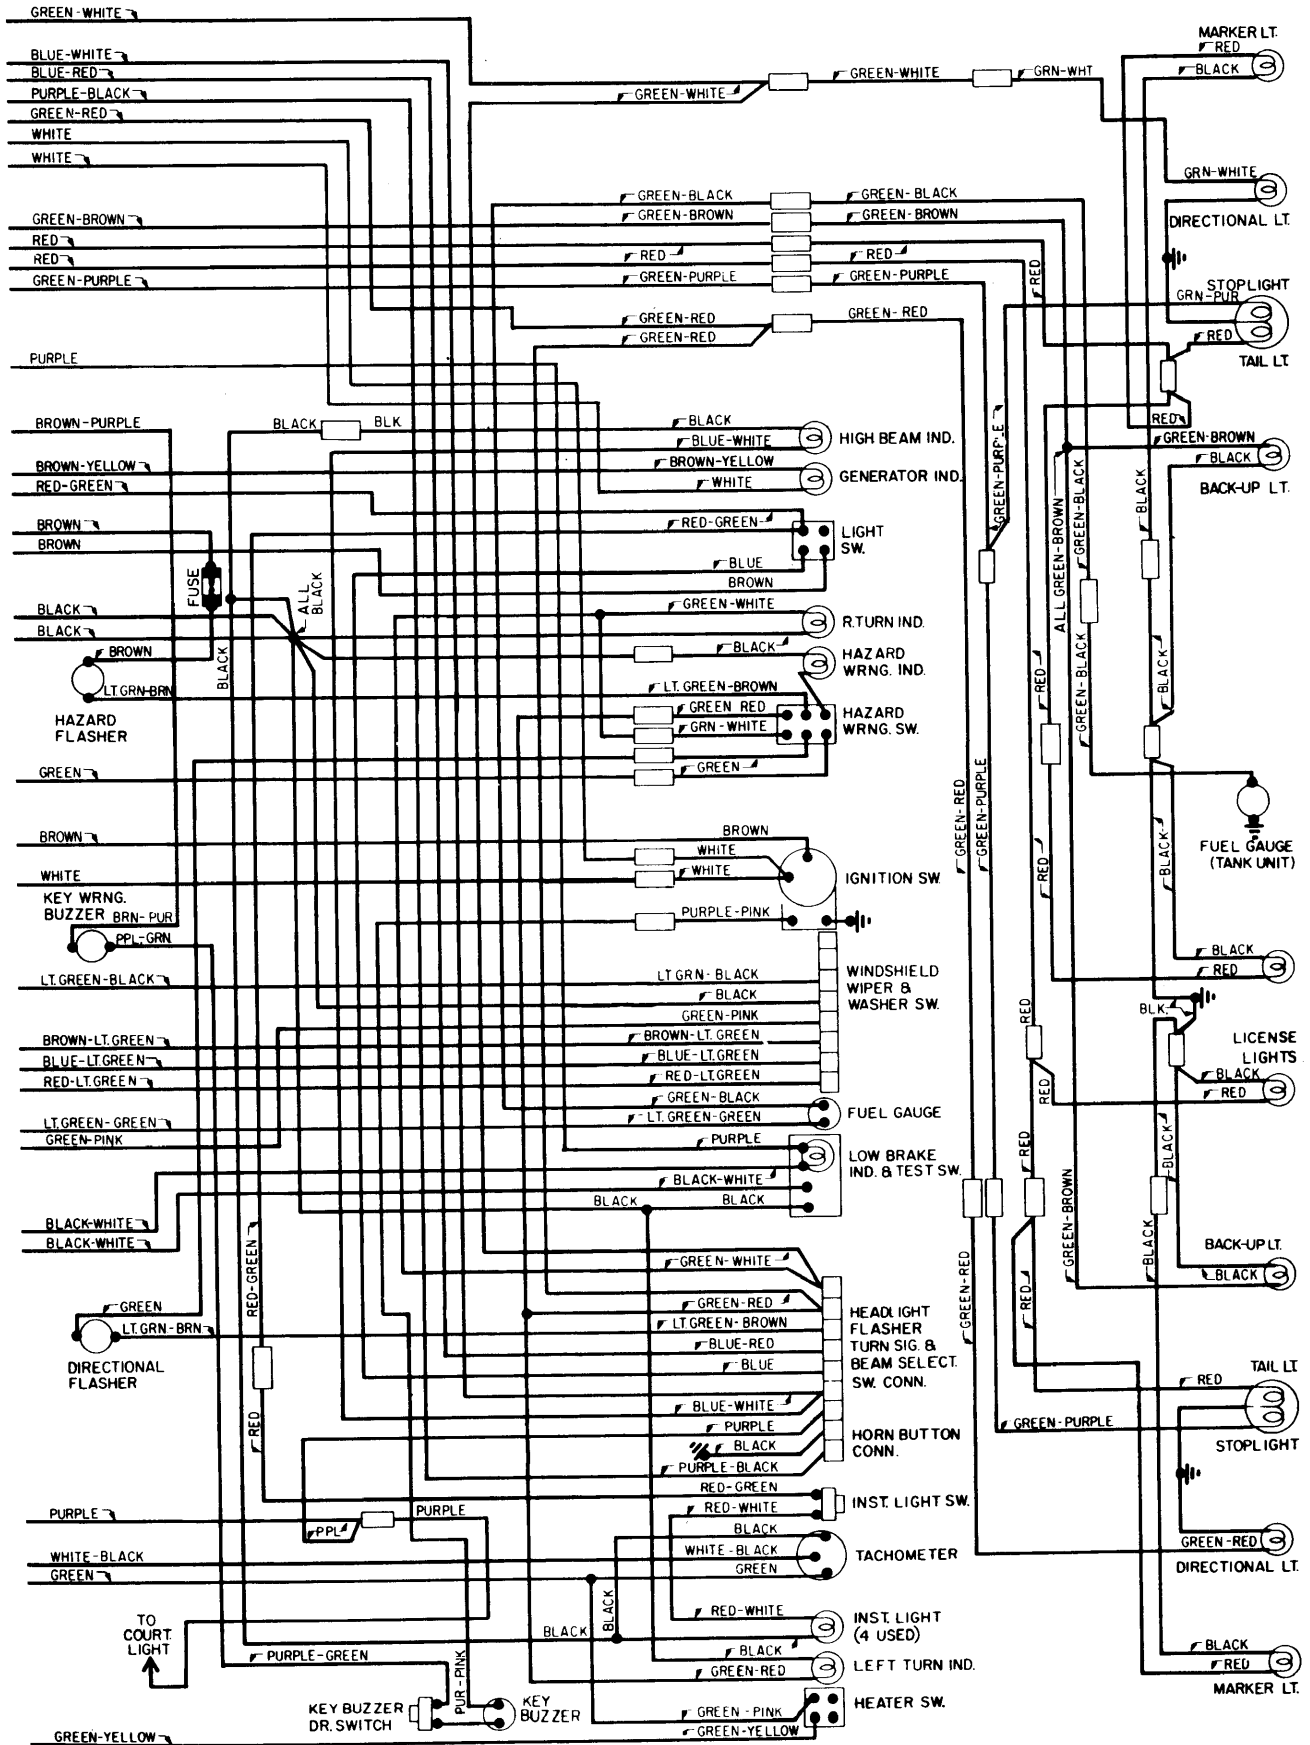 GREEN-WHITE
BLUE-WHITE
BLUE-RED
PURPLE-BLACK
GREEN-RED
WHITE
WHITE
GREEN-WHITE
GREEN-WHITE
GRN-WHT
MARKER LT.
RED
BLACK
GRN-WHITE
DIRECTIONAL LT.
GREEN-BLACK
GREEN-BLACK
GREEN-BROWN
GREEN-BROWN
GREEN-BROWN
RED
RED
RED
RED
GREEN-PURPLE
GREEN-PURPLE
GREEN-PURPLE
RED
STOPLIGHT
GRN-PUR
RED
TAIL LT.
GREEN-RED
GREEN-RED
GREEN-RED
PURPLE
BROWN-PURPLE
BLACK
BLK
BLACK
BLUE-WHITE
HIGH BEAM IND.
RED
GREEN-BROWN
BLACK
BACK-UP LT.
BROWN-YELLOW
BROWN-YELLOW
RED-GREEN
WHITE
GENERATOR IND.
GREEN-PURPLE
ALL GREEN-BROWN
GREEN-BLACK
BLACK
BROWN
BROWN
RED-GREEN
LIGHT
SW.
BLUE
BROWN
FUSE
ALL
BLACK
BLACK
BLACK
BLACK
GREEN-WHITE
R.TURN IND.
BROWN
LT.GRN-BRN
HAZARD
FLASHER
BLACK
HAZARD
WRNG. IND.
LT. GREEN-BROWN
GREEN RED
GRN-WHITE
HAZARD
WRNG. SW.
GREEN
GREEN
RED
GREEN-BLACK
BLACK
BROWN
BROWN
WHITE
WHITE
WHITE
IGNITION SW.
GREEN-RED
GREEN-PURPLE
RED
RED
BLACK
FUEL GAUGE
(TANK UNIT)
KEY WRNG.
BUZZER
BRN-PUR
PPL-GRN
PURPLE-PINK
LT.GREEN-BLACK
LT GRN-BLACK
BLACK
GREEN-PINK
WINDSHIELD
WIPER &
WASHER SW.
BROWN-LT.GREEN
BROWN-LT. GREEN
BLUE-LT.GREEN
BLUE-LT.GREEN
RED-LT.GREEN
RED-LT.GREEN
BLACK
RED
BLK.
RED
RED
LICENSE
LIGHTS
BLACK
RED
GREEN-BLACK
LT. GREEN-GREEN
FUEL GAUGE
LT.GREEN-GREEN
GREEN-PINK
PURPLE
BLACK-WHITE
BLACK
BLACK
LOW BRAKE
IND. & TEST SW.
BLACK-WHITE
BLACK-WHITE
RED
GREEN-BROWN
BLACK
BLACK
BACK-UP LT.
BLACK
RED-GREEN
GREEN-WHITE
GREEN-RED
LT.GREEN-BROWN
BLUE-RED
BLUE
HEADLIGHT
FLASHER
TURN SIG. &
BEAM SELECT.
SW. CONN.
GREEN
LT. GRN-BRN
DIRECTIONAL
FLASHER
GREEN-RED
RED
TAIL LT.
RED
GREEN-PURPLE
STOPLIGHT
RED
BLUE-WHITE
PURPLE
BLACK
PURPLE-BLACK
HORN BUTTON
CONN.
RED-GREEN
RED-WHITE
INST. LIGHT SW.
PURPLE
PURPLE
PPL
BLACK
WHITE-BLACK
GREEN
TACHOMETER
WHITE-BLACK
GREEN
GREEN-RED
DIRECTIONAL LT.
TO
COURT.
LIGHT
BLACK
BLACK
RED-WHITE
INST. LIGHT
(4 USED)
BLACK
GREEN-RED
LEFT TURN IND.
BLACK
RED
MARKER LT.
PURPLE-GREEN
PUR-PINK
KEY BUZZER
DR. SWITCH
KEY
BUZZER
GREEN-PINK
GREEN-YELLOW
HEATER SW.
GREEN-YELLOW